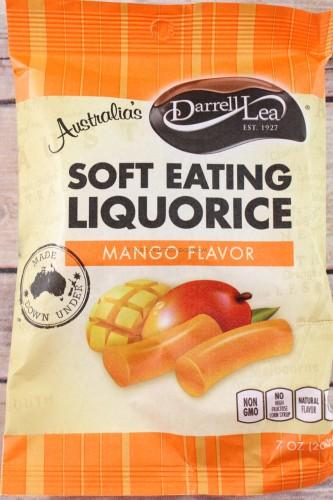 Australia's
Darrell Lea
EST. 1927
®
SOFT EATING
LIQUORICE
MANGO FLAVOR
MADE
DOWN UNDER
NON
GMO
NO
HIGH
FRUCTOSE
CORN SYRUP
NATURAL
FLAVOR
7 OZ (20